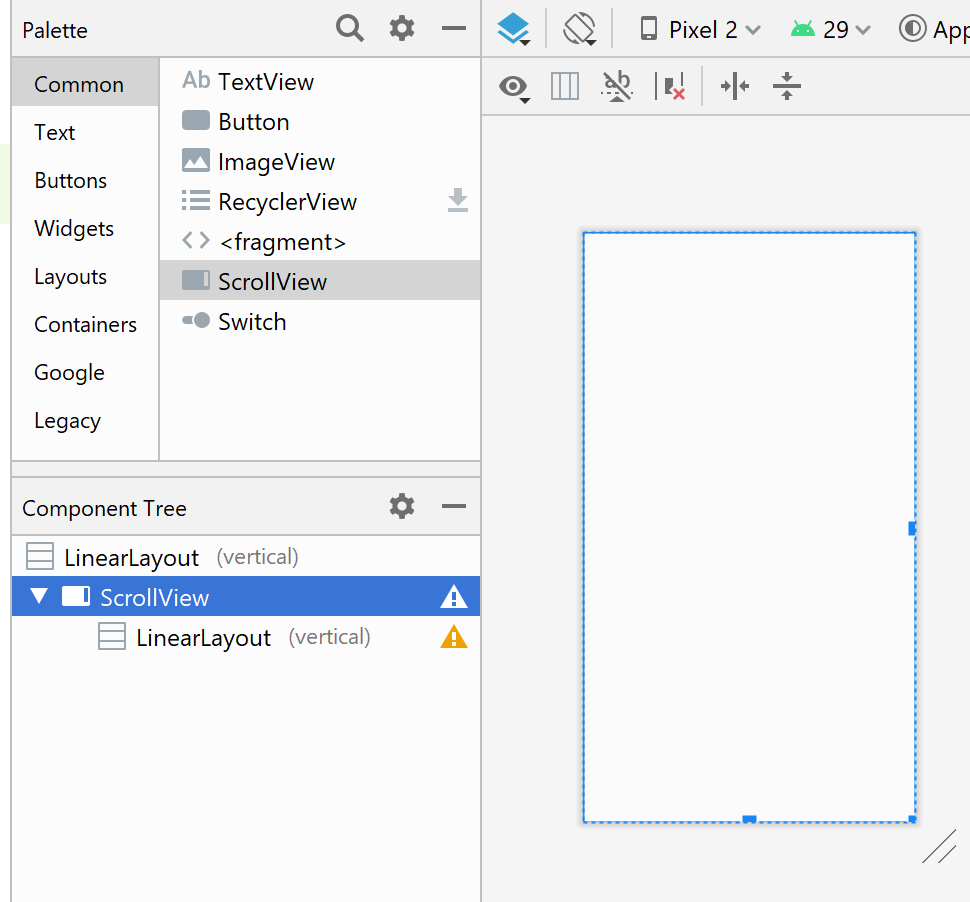 Palette
Pixel 2
29
App
Common
Text
Buttons
Widgets
Layouts
Containers
Google
Legacy
Ab TextView
Button
ImageView
RecyclerView
<fragment>
ScrollView
Switch
ab
Component Tree
LinearLayout (vertical)
ScrollView
LinearLayout (vertical)